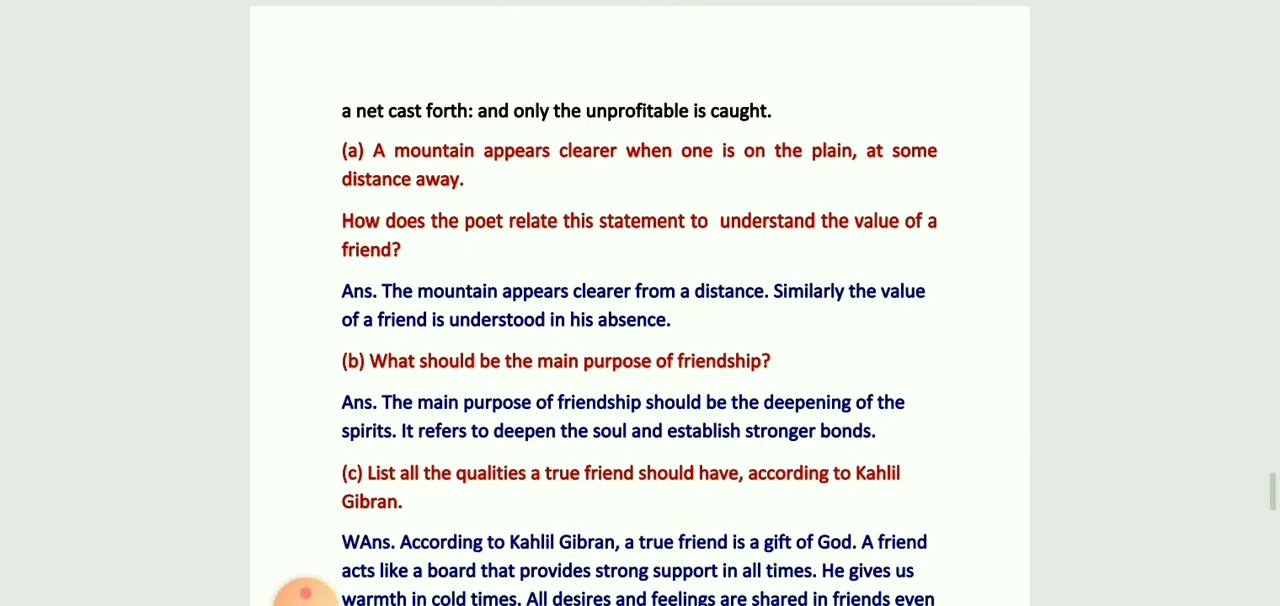 a net cast forth: and only the unprofitable is caught.
(a) A mountain appears clearer when one is on the plain, at some
distance away.
How does the poet relate this statement to understand the value of a
friend?
Ans. The mountain appears clearer from a distance. Similarly the value
of a friend is understood in his absence.
(b) What should be the main purpose of friendship?
Ans. The main purpose of friendship should be the deepening of the
spirits. It refers to deepen the soul and establish stronger bonds.
(c) List all the qualities a true friend should have, according to Kahlil
Gibran.
WAns. According to Kahlil Gibran, a true friend is a gift of God. A friend
acts like a board that provides strong support in all times. He gives us
warmth in cold times. All desires and feelings are shared in friends even